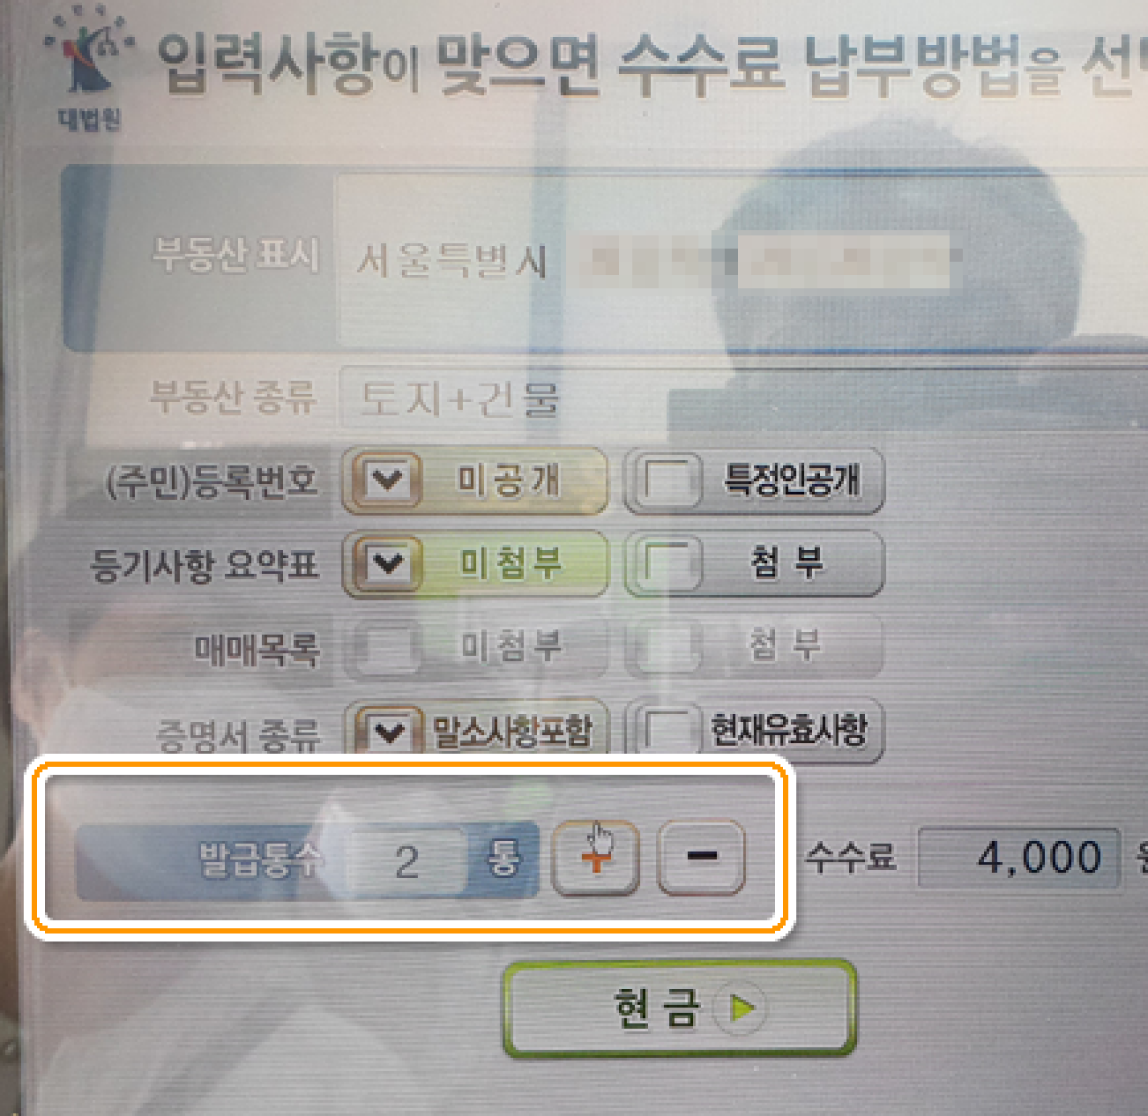 대법원
입력사항이 맞으면 수수료 납부방법을
부동산 표시 서울특별시
부동산 종류 토지+건물
(주민)등록번호 미공개 특정인공개
등기사항 요약표 미첨부 첨 부
매매목록 미첨부 첨 부
증명서 종류 말소사항포함 현재유효사항
발급통수 2 통 + - 수수료 4,000
현 금